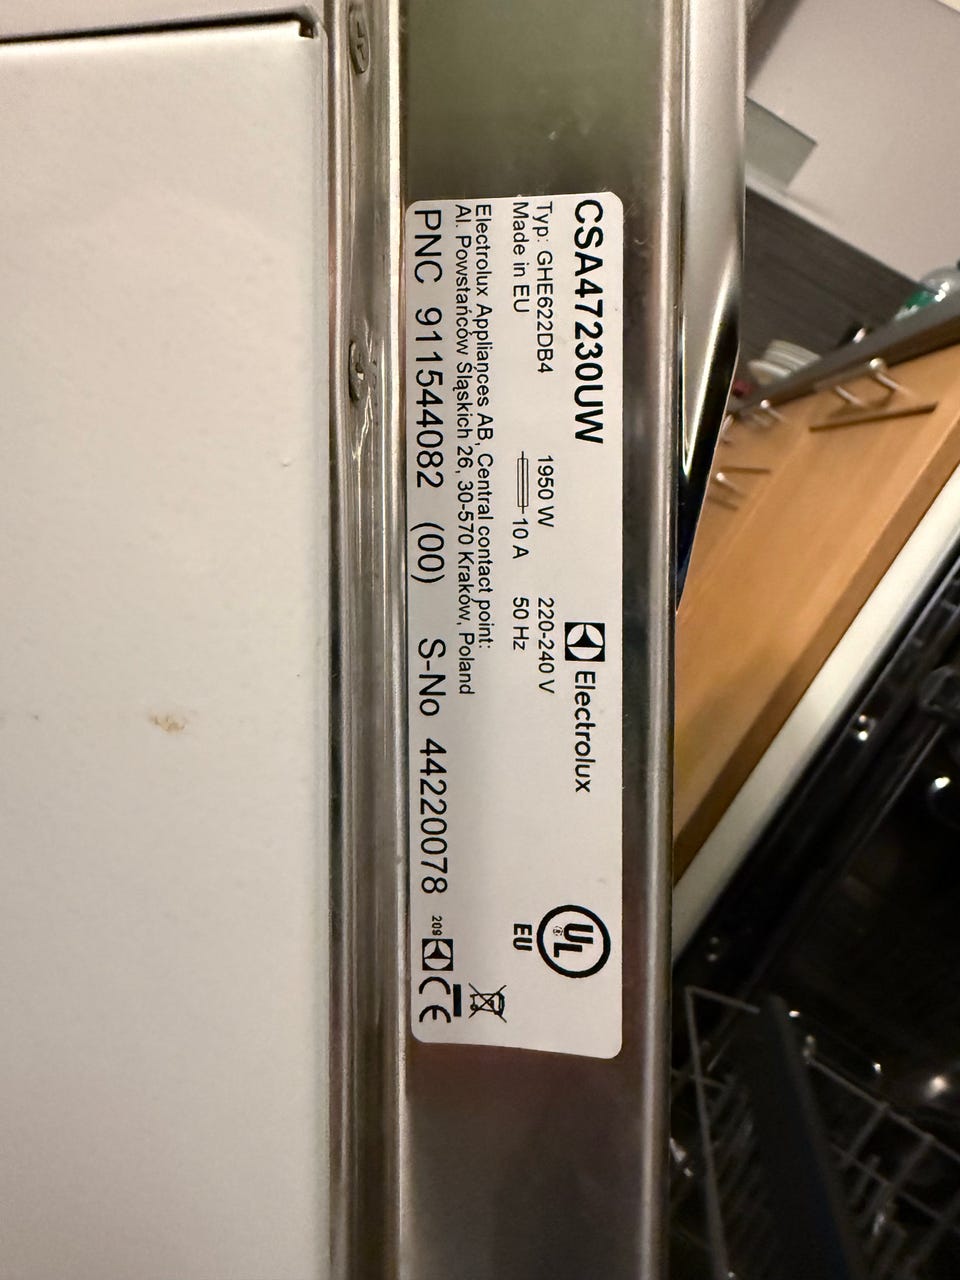 CSA47230UW
Electrolux
Typ: GHE622DB4 1950 W 220-240 V
Made in EU 10 A 50 Hz
UL
EU
Electrolux Appliances AB, Central contact point:
Al. Powstańców Śląskich 26, 30-570 Kraków, Poland
PNC 911544082 (00) S-No 44220078 209 CE